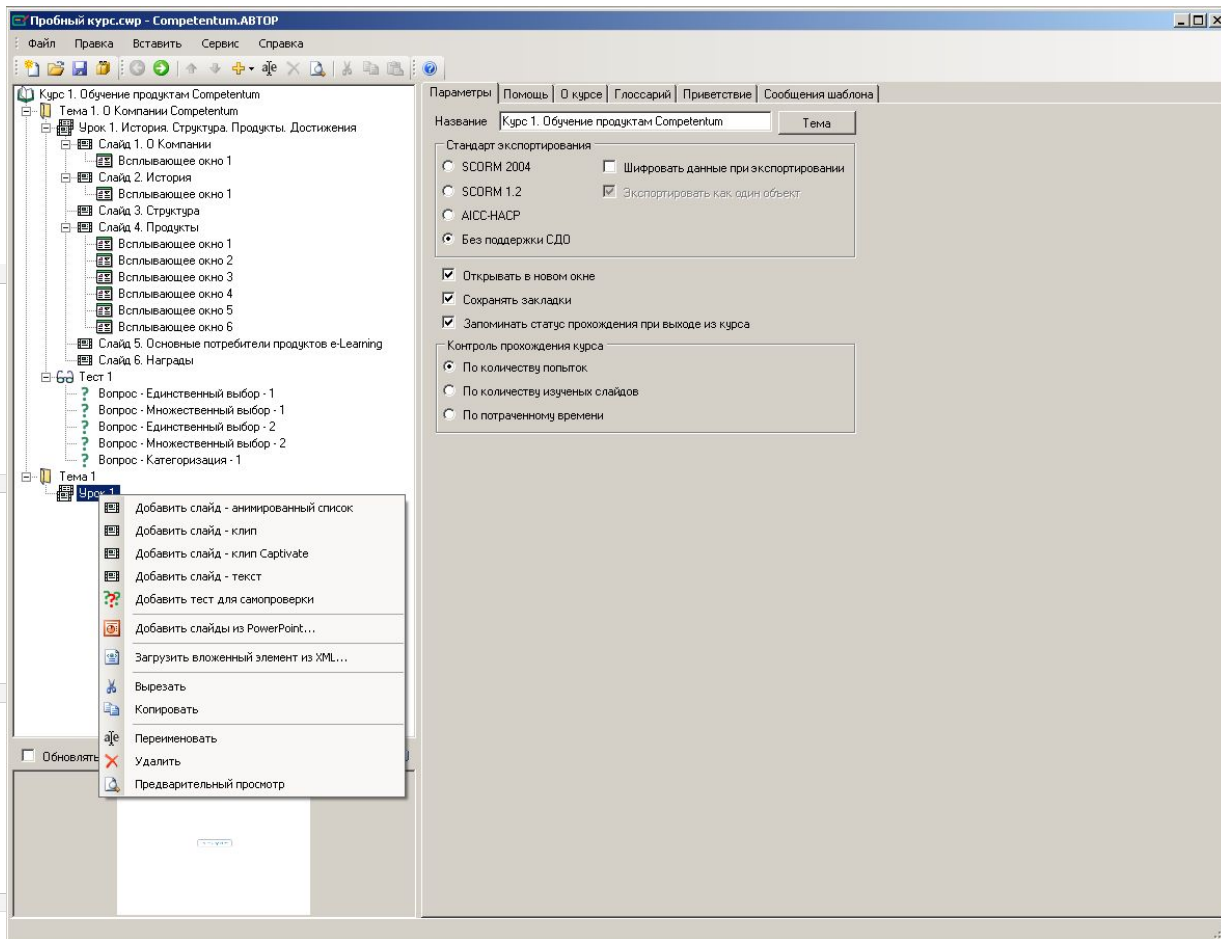 Пробный курс.cwp - Competentum.АВТОР
Файл Правка Вставить Сервис Справка
Курс 1. Обучение продуктам Competentum
Тема 1. О Компании Competentum
Урок 1. История. Структура. Продукты. Достижения
Слайд 1. О Компании
Всплывающее окно 1
Слайд 2. История
Всплывающее окно 1
Слайд 3. Структура
Слайд 4. Продукты
Всплывающее окно 1
Всплывающее окно 2
Всплывающее окно 3
Всплывающее окно 4
Всплывающее окно 5
Всплывающее окно 6
Слайд 5. Основные потребители продуктов e-Learning
Слайд 6. Награды
Тест 1
Вопрос - Единственный выбор - 1
Вопрос - Множественный выбор - 1
Вопрос - Единственный выбор - 2
Вопрос - Множественный выбор - 2
Вопрос - Категоризация - 1
Тема 1
Урок 1
Добавить слайд - анимированный список
Добавить слайд - клип
Добавить слайд - клип Captivate
Добавить слайд - текст
Добавить тест для самопроверки
Добавить слайды из PowerPoint...
Загрузить вложенный элемент из XML...
Вырезать
Копировать
Переименовать
Удалить
Предварительный просмотр
Обновлять
Параметры Помощь О курсе Глоссарий Приветствие Сообщения шаблона
Название Курс 1. Обучение продуктам Competentum Тема
Стандарт экспортирования
SCORM 2004 Шифровать данные при экспортировании
SCORM 1.2 Экспортировать как один объект
AICC-HACP
Без поддержки СДО
Открывать в новом окне
Сохранять закладки
Запоминать статус прохождения при выходе из курса
Контроль прохождения курса
По количеству попыток
По количеству изученых слайдов
По потраченному времени